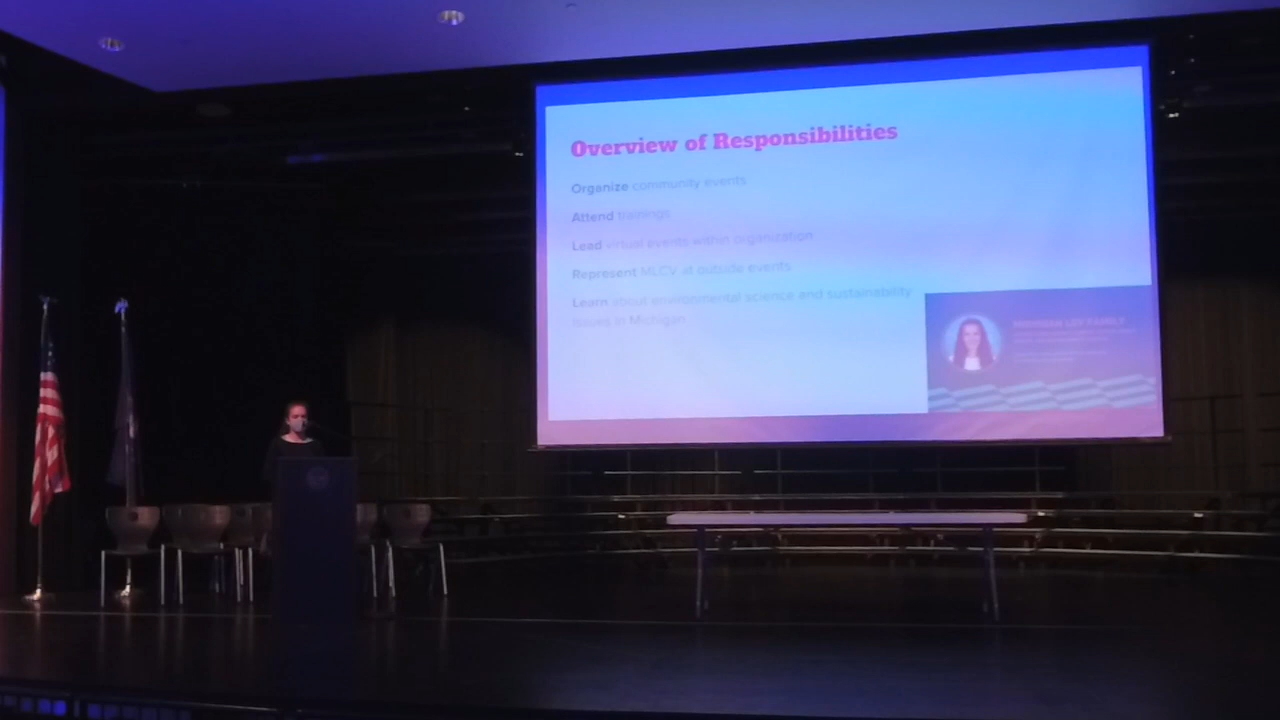 Overview of Responsibilities
Organize community events
Attend trainings
Lead virtual events within organization
Represent MLCV at outside events
Learn about environmental science and sustainability
issues in Michigan